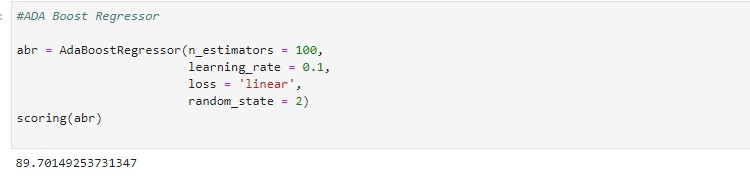 #ADA Boost Regressor
abr = AdaBoostRegressor(n_estimators = 100,
learning_rate = 0.1,
loss = 'linear',
random_state = 2)
scoring(abr)
89.70149253731347